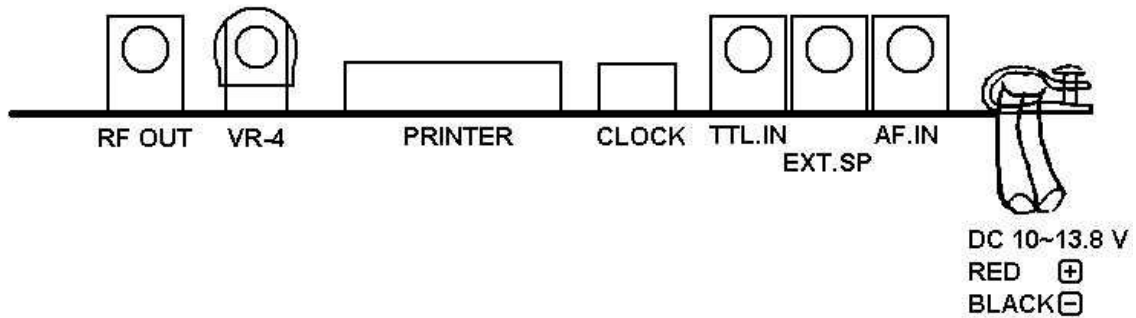 RF OUT VR-4 PRINTER CLOCK TTL.IN AF.IN
EXT.SP
DC 10~13.8 V
RED +
BLACK -